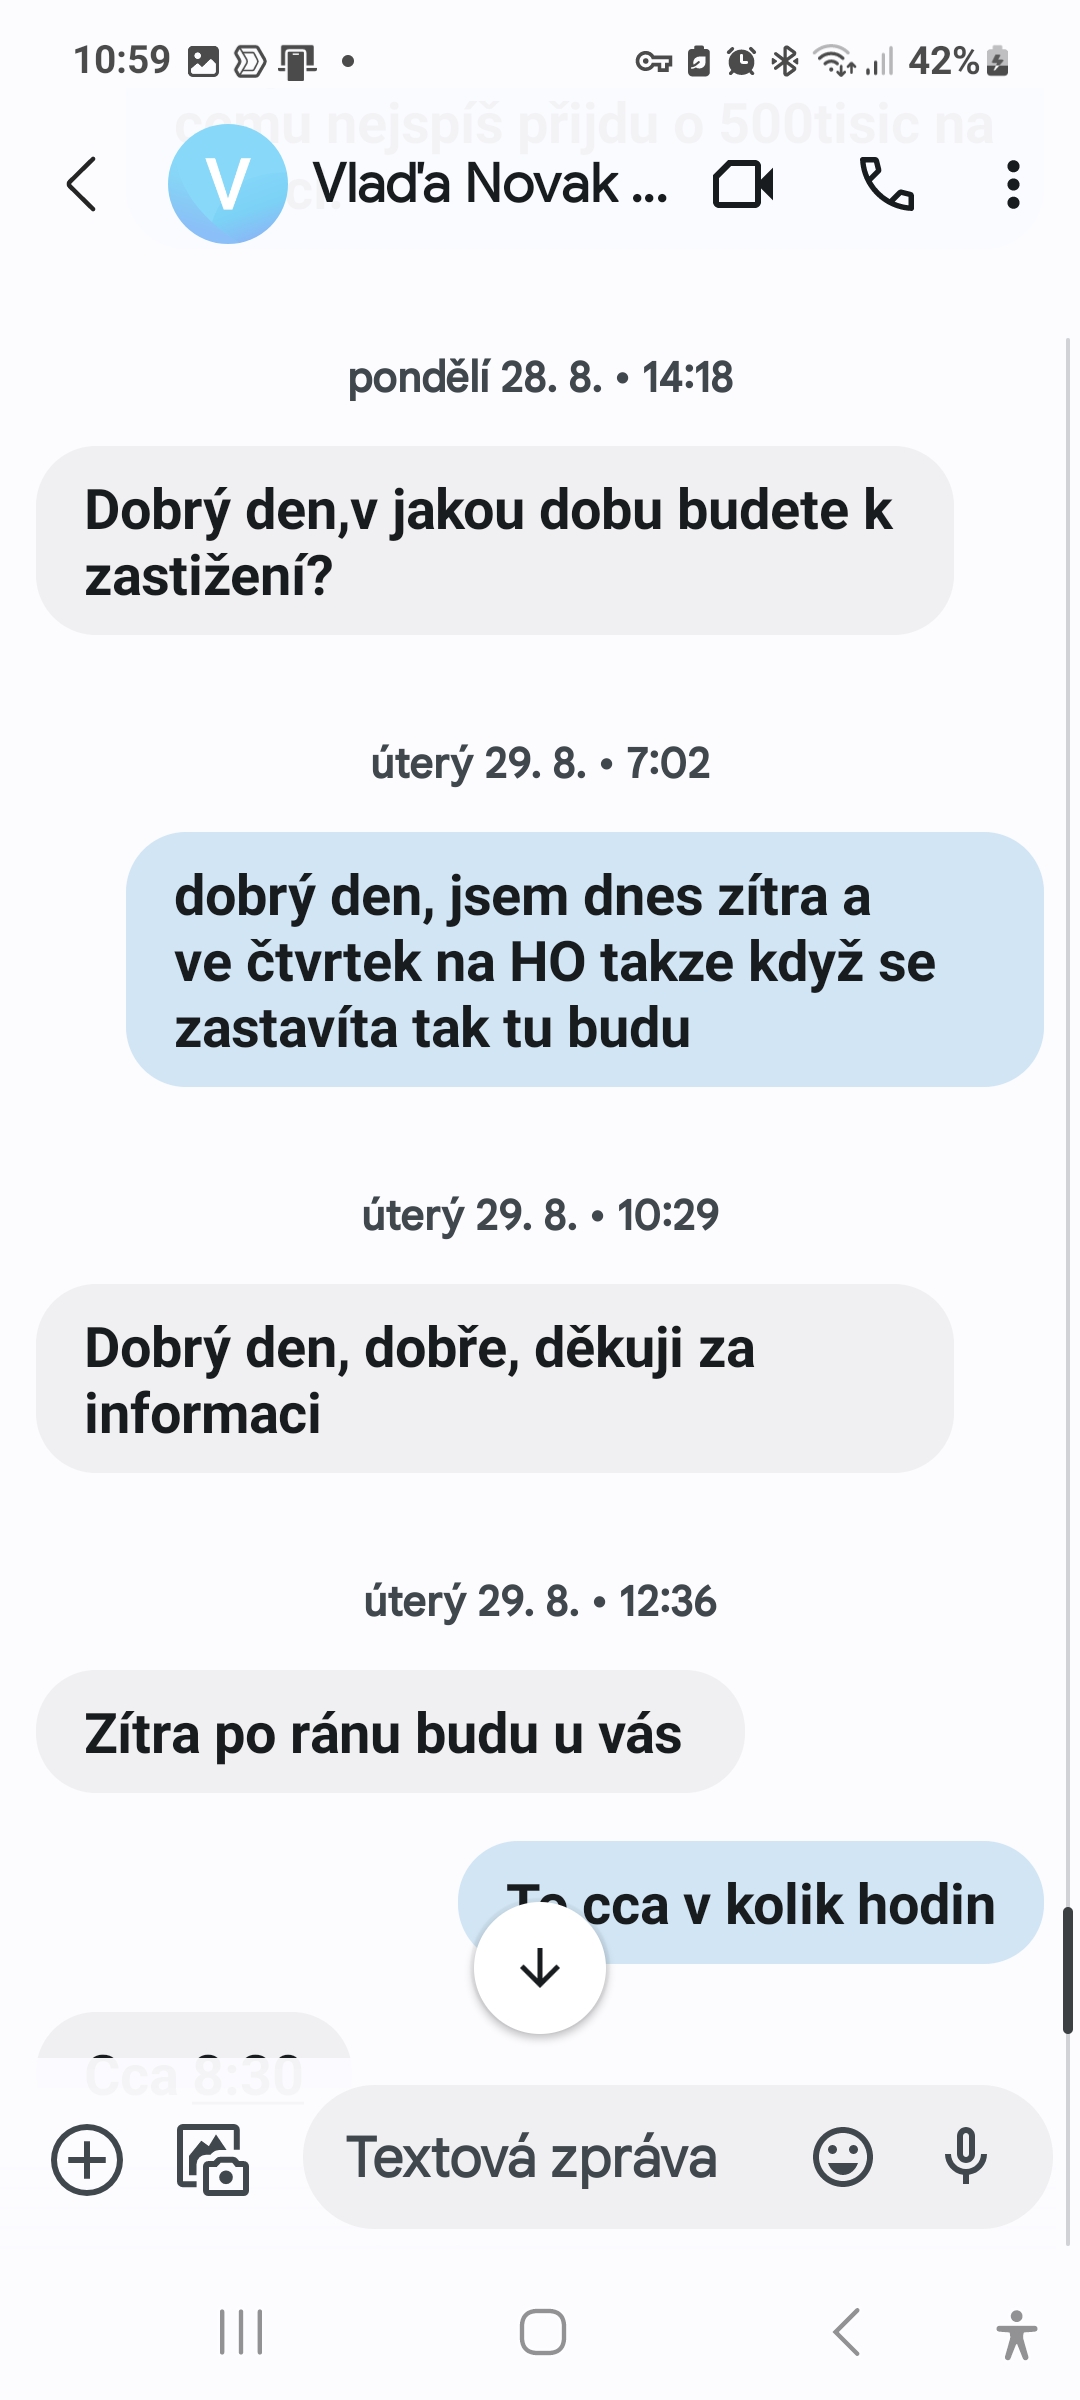 10:59
42%
comu nejspíš přijdu o 500tisic na
V
Vlaďa Novak ...
pondělí 28. 8. • 14:18
Dobrý den,v jakou dobu budete k
zastižení?
úterý 29. 8. • 7:02
dobrý den, jsem dnes zítra a
ve čtvrtek na HO takze když se
zastavíta tak tu budu
úterý 29. 8. • 10:29
Dobrý den, dobře, děkuji za
informaci
úterý 29. 8. • 12:36
Zítra po ránu budu u vás
To cca v kolik hodin
Cca 8:30
Textová zpráva